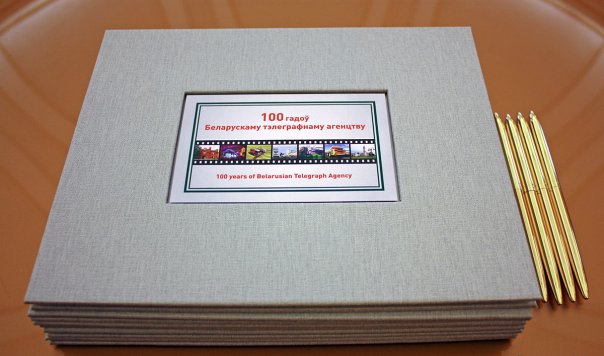 100 гадоў
Беларускаму тэлеграфнаму агенцтву
100 years of Belarusian Telegraph Agency